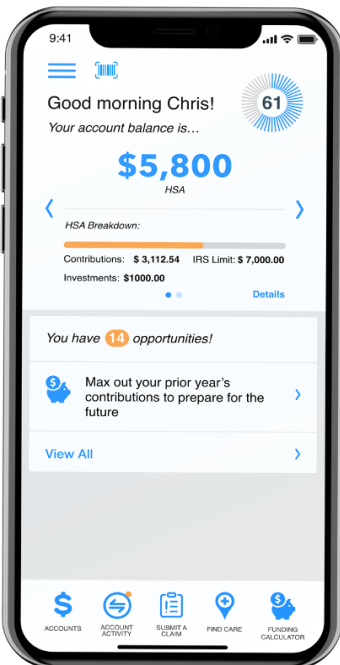 9:41
Good morning Chris!
61
Your account balance is...
$5,800
HSA
HSA Breakdown:
Contributions: $ 3,112.54 IRS Limit: $ 7,000.00
Investments: $1000.00
Details
You have 14 opportunities!
$
Max out your prior year's
contributions to prepare for the
future
View All
$
ACCOUNTS
ACCOUNT
ACTIVITY
SUBMIT A
CLAIM
FIND CARE
$
FUNDING
CALCULATOR